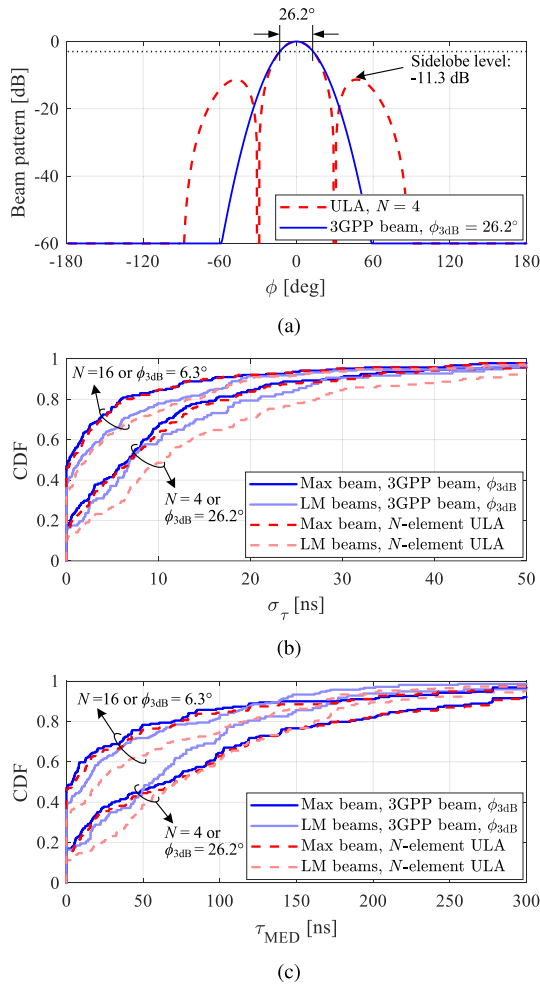 26.2°
0
-20
-40
-60
Beam pattern [dB]
Sidelobe level:
-11.3 dB
ULA, N = 4
3GPP beam, ϕ3dB = 26.2°
-180 -120 -60 0 60 120 180
ϕ [deg]
(a)
1
0.8
0.6
0.4
0.2
0
CDF
N=16 or ϕ3dB = 6.3°
N = 4 or
ϕ3dB = 26.2°
Max beam, 3GPP beam, ϕ3dB
LM beams, 3GPP beam, ϕ3dB
Max beam, N-element ULA
LM beams, N-element ULA
0 10 20 30 40 50
στ [ns]
(b)
1
0.8
0.6
0.4
0.2
0
CDF
N=16 or ϕ3dB = 6.3°
N = 4 or
ϕ3dB = 26.2°
Max beam, 3GPP beam, ϕ3dB
LM beams, 3GPP beam, ϕ3dB
Max beam, N-element ULA
LM beams, N-element ULA
0 50 100 150 200 250 300
τMED [ns]
(c)